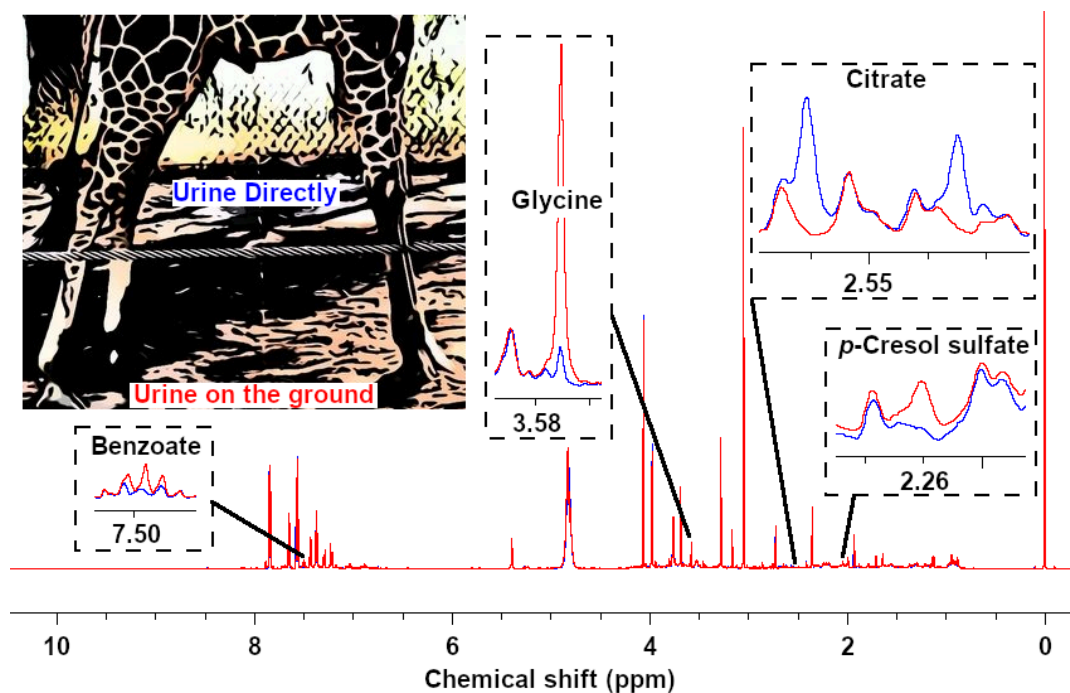 Urine Directly
Urine on the ground
Glycine
3.58
Citrate
2.55
p-Cresol sulfate
2.26
Benzoate
7.50
10 8 6 4 2 0
Chemical shift (ppm)